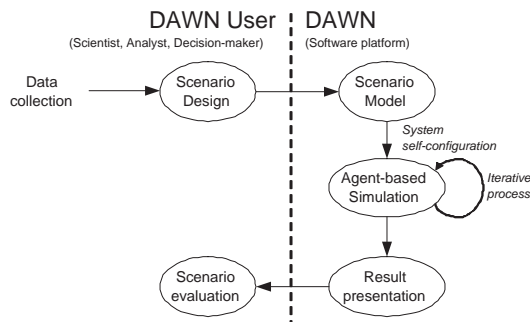 DAWN User
(Scientist, Analyst, Decision-maker)
DAWN
(Software platform)
Data
collection
Scenario
Design
Scenario
Model
System
self-configuration
Agent-based
Simulation
Iterative
process
Scenario
evaluation
Result
presentation